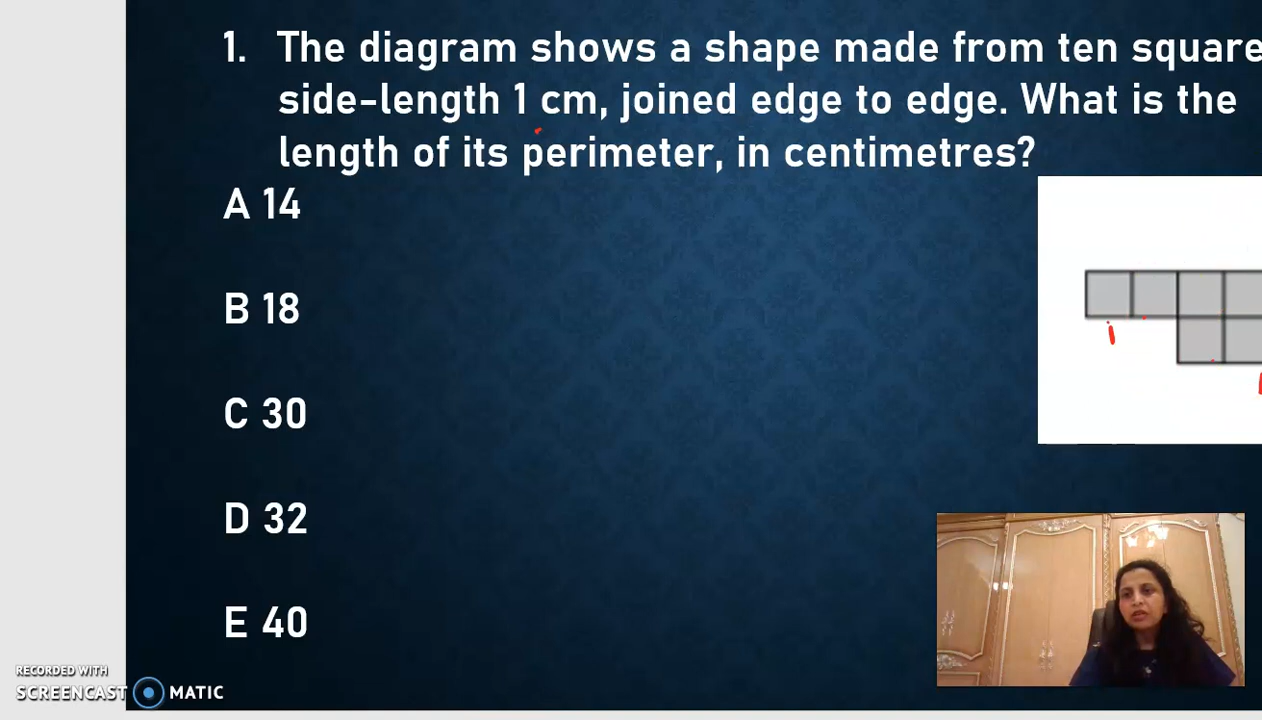 1. The diagram shows a shape made from ten square
side-length 1 cm, joined edge to edge. What is the
length of its perimeter, in centimetres?
A 14
B 18
C 30
D 32
E 40
RECORDED WITH
SCREENCAST MATIC